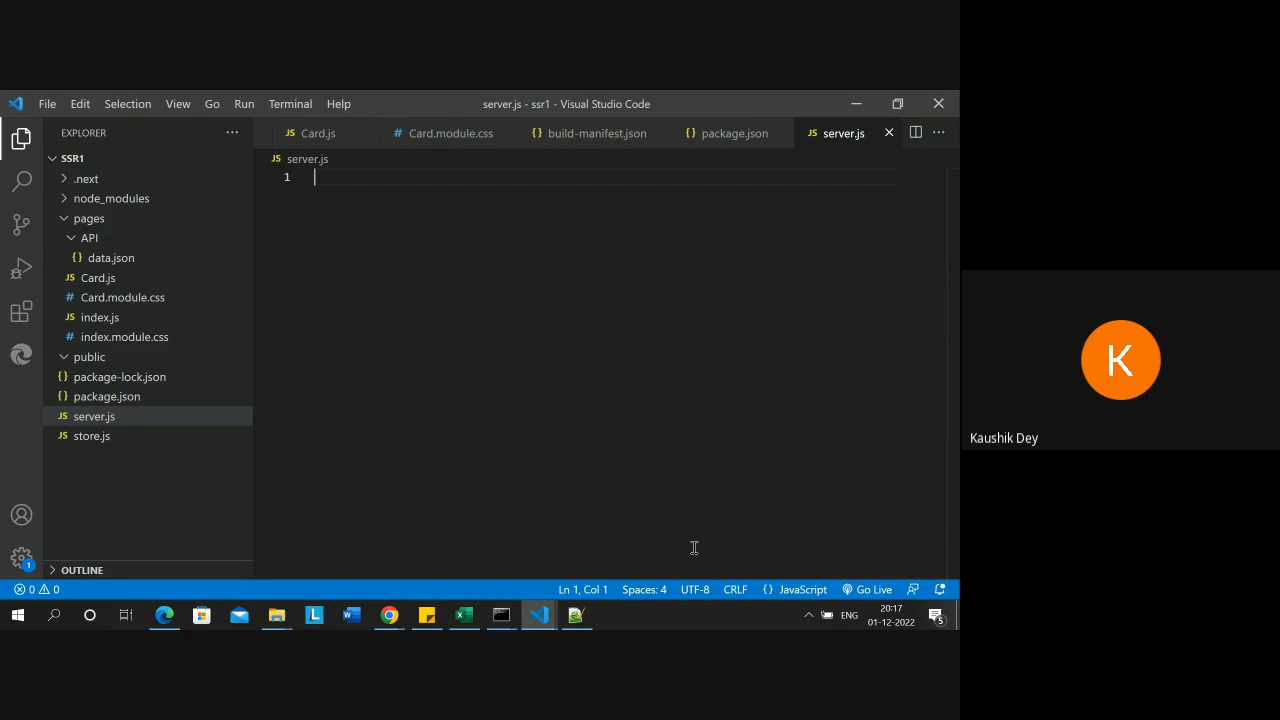 File Edit Selection View Go Run Terminal Help server.js - ssr1 - Visual Studio Code
EXPLORER
Card.js Card.module.css build-manifest.json package.json server.js
SSR1
server.js
1
.next
node_modules
pages
API
data.json
Card.js
Card.module.css
index.js
index.module.css
public
package-lock.json
package.json
server.js
store.js
OUTLINE
1
0 0 Ln 1, Col 1 Spaces: 4 UTF-8 CRLF JavaScript Go Live
L
ENG
20:17
01-12-2022
5
K
Kaushik Dey